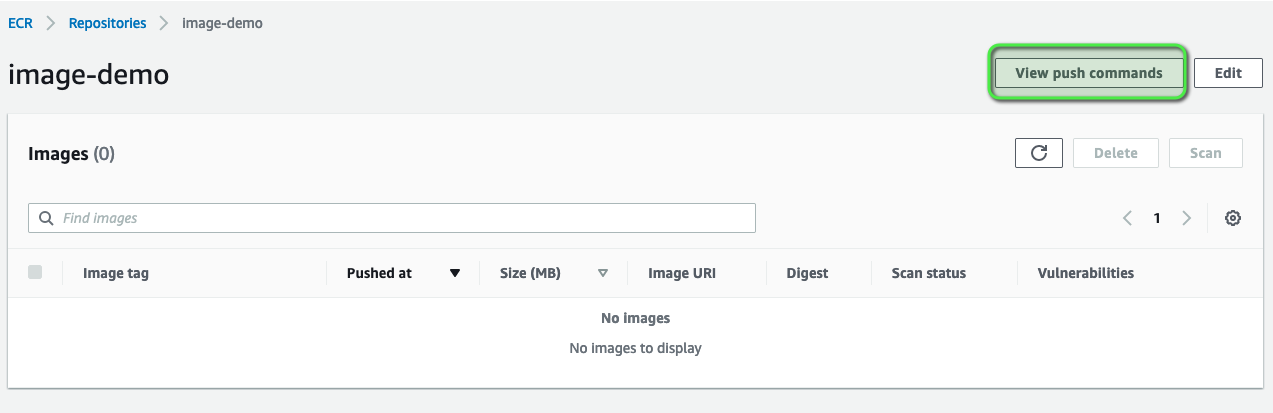 ECR > Repositories > image-demo
image-demo
View push commands
Edit
Images (0)
Delete
Scan
Find images
1
Image tag Pushed at Size (MB) Image URI Digest Scan status Vulnerabilities
No images
No images to display